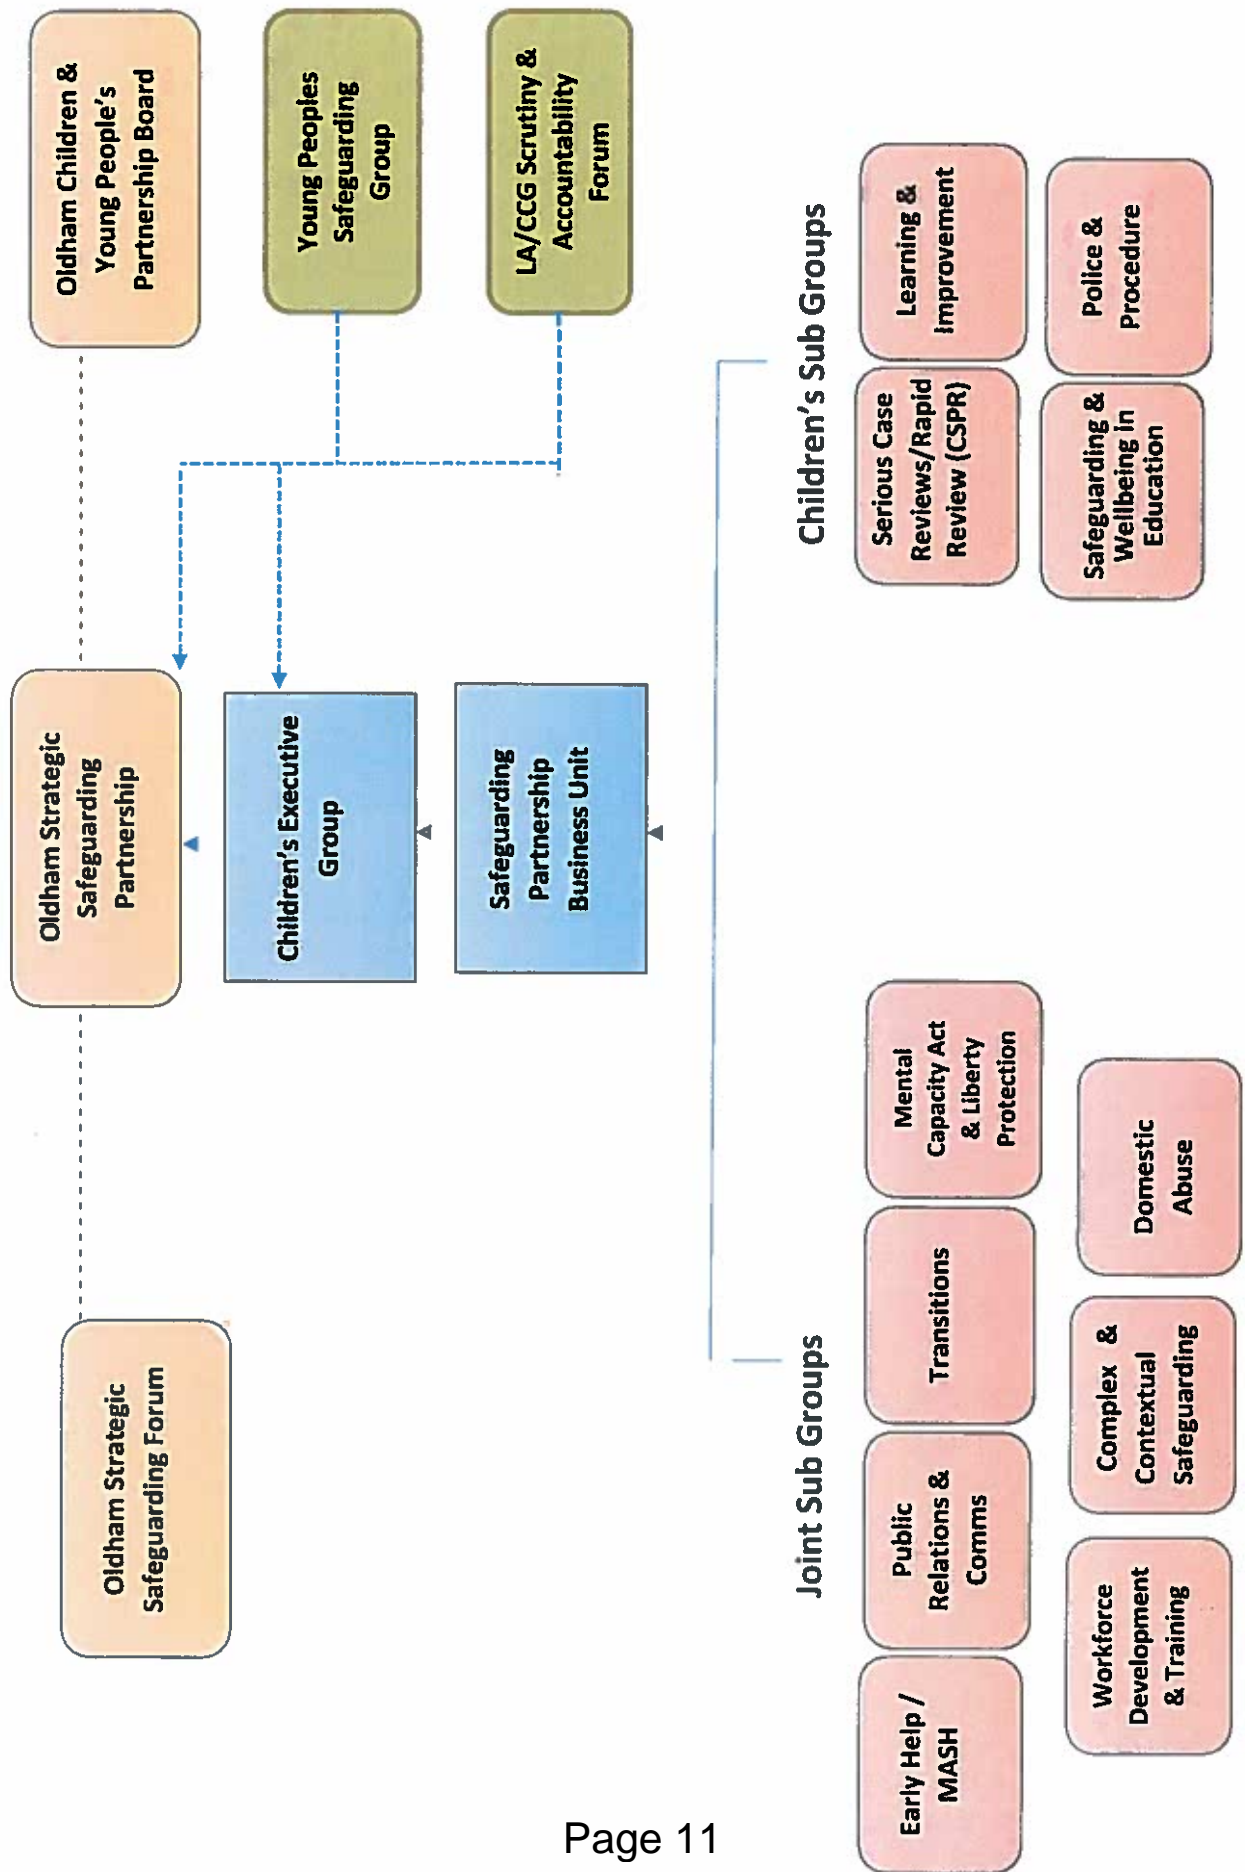 Oldham Strategic
Safeguarding Forum
Oldham Strategic
Safeguarding
Partnership
Oldham Children &
Young People's
Partnership Board
Children's Executive
Group
Young Peoples
Safeguarding
Group
Safeguarding
Partnership
Business Unit
LA/CCG Scrutiny &
Accountability
Forum
Joint Sub Groups
Early Help /
MASH
Public
Relations &
Comms
Transitions
Mental
Capacity Act
& Liberty
Protection
Workforce
Development
& Training
Complex &
Contextual
Safeguarding
Domestic
Abuse
Children's Sub Groups
Serious Case
Reviews/Rapid
Review (CSPR)
Learning &
Improvement
Safeguarding &
Wellbeing in
Education
Police &
Procedure
Page 11